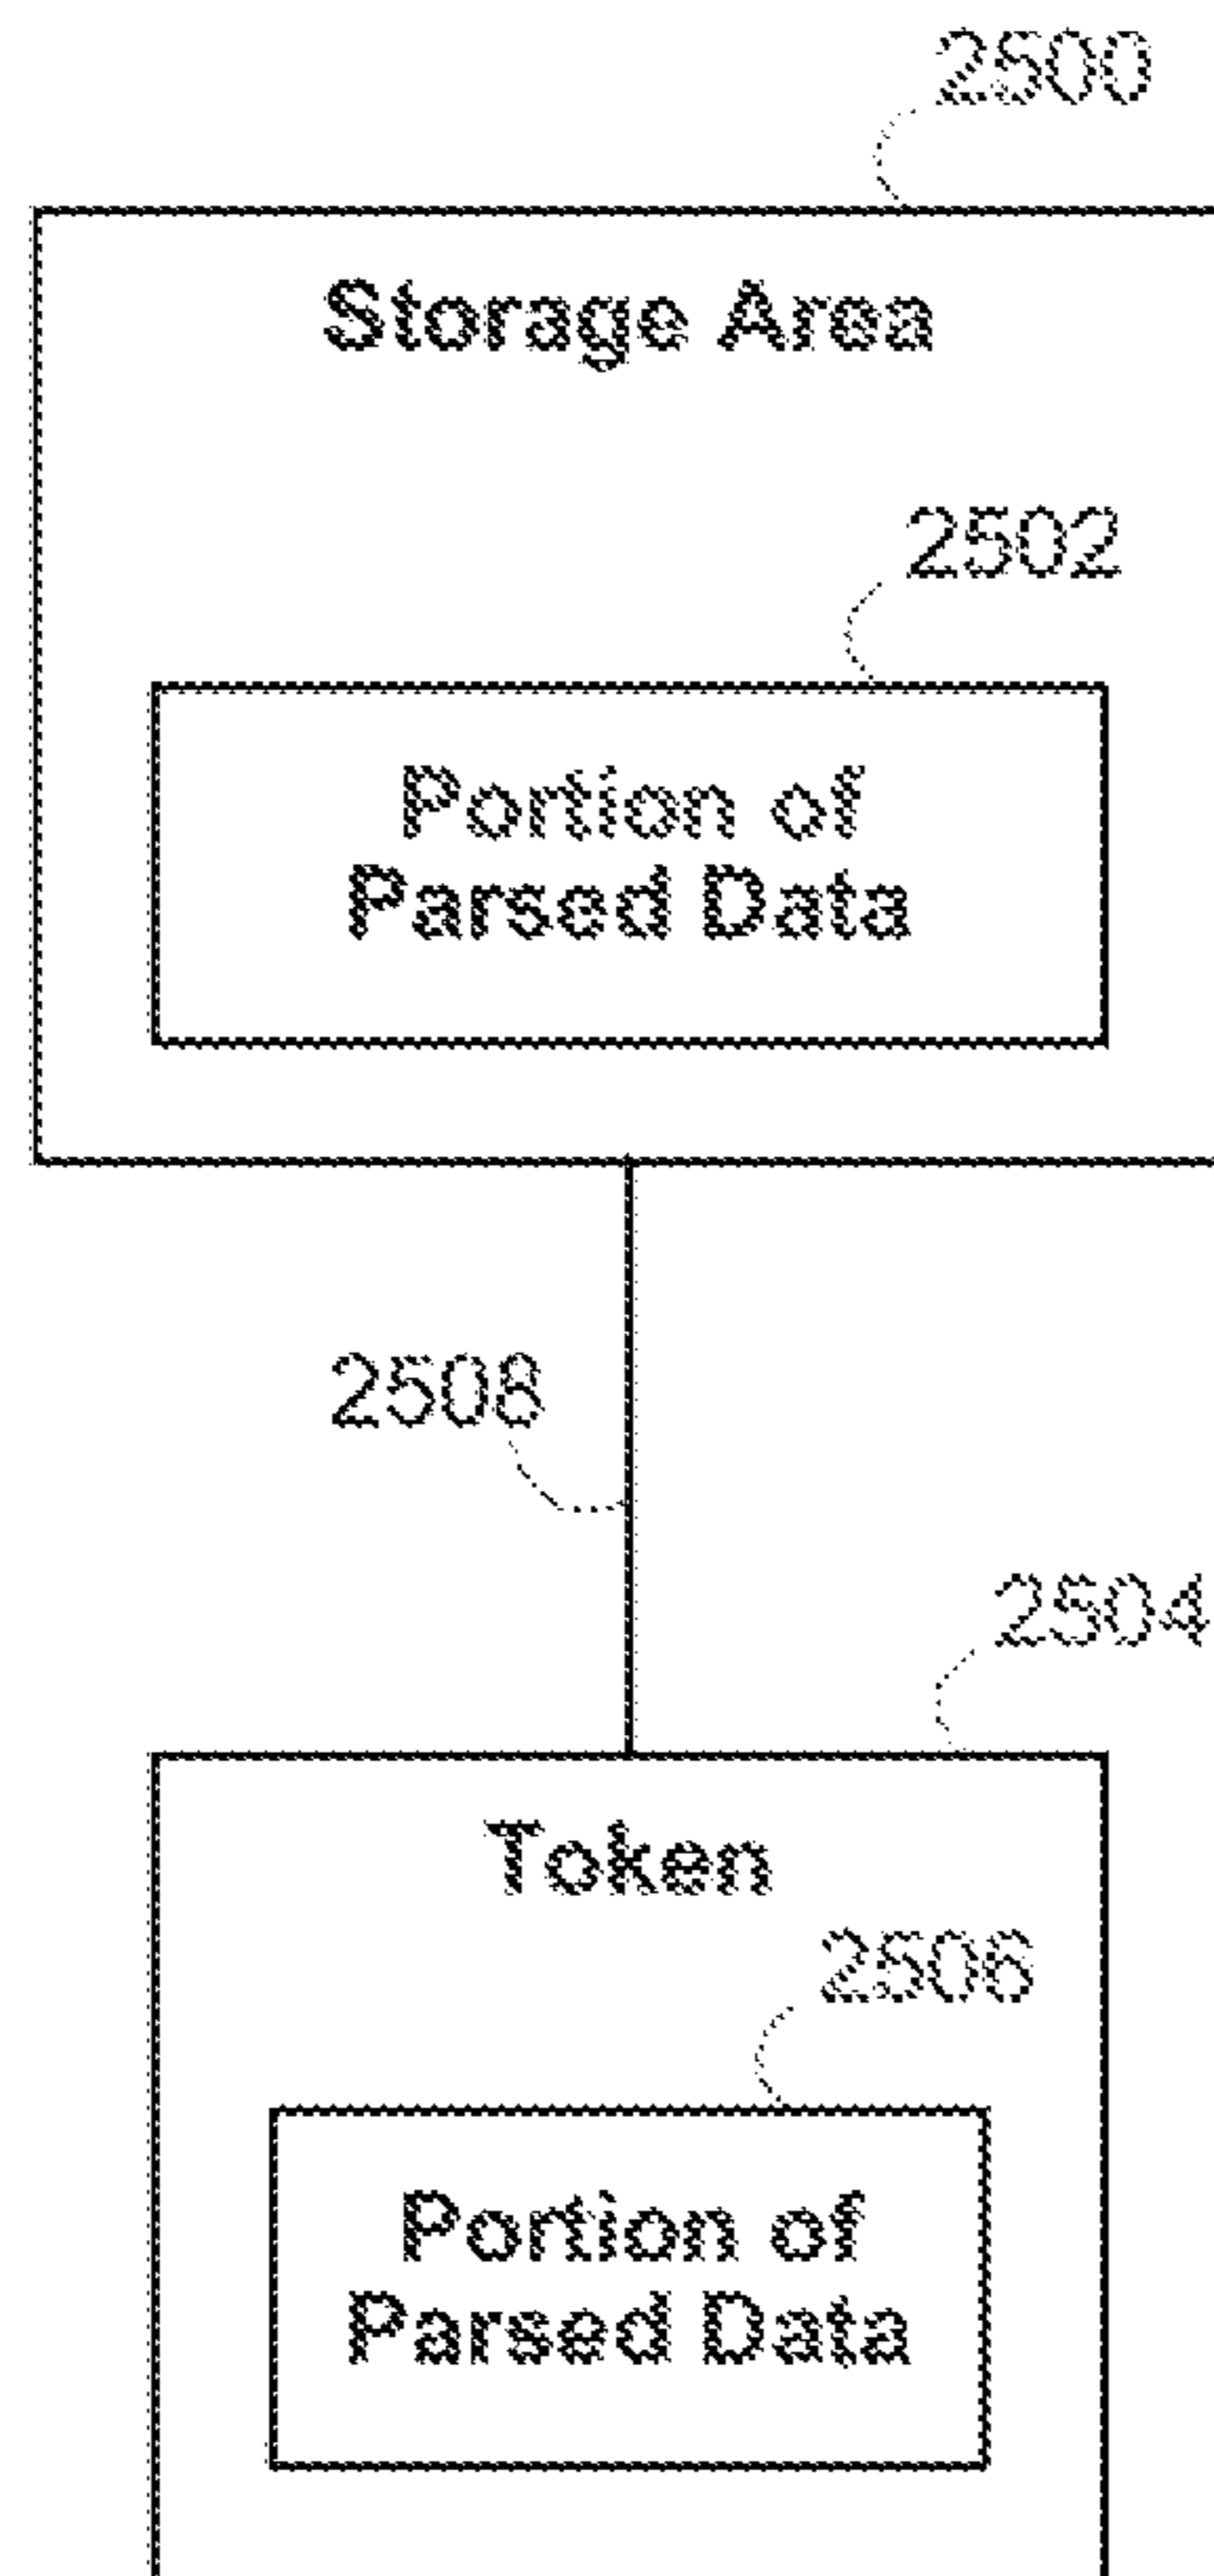 2500
Storage Area
2502
Portion of
Parsed Data
2508
2504
Token
2506
Portion of
Parsed Data